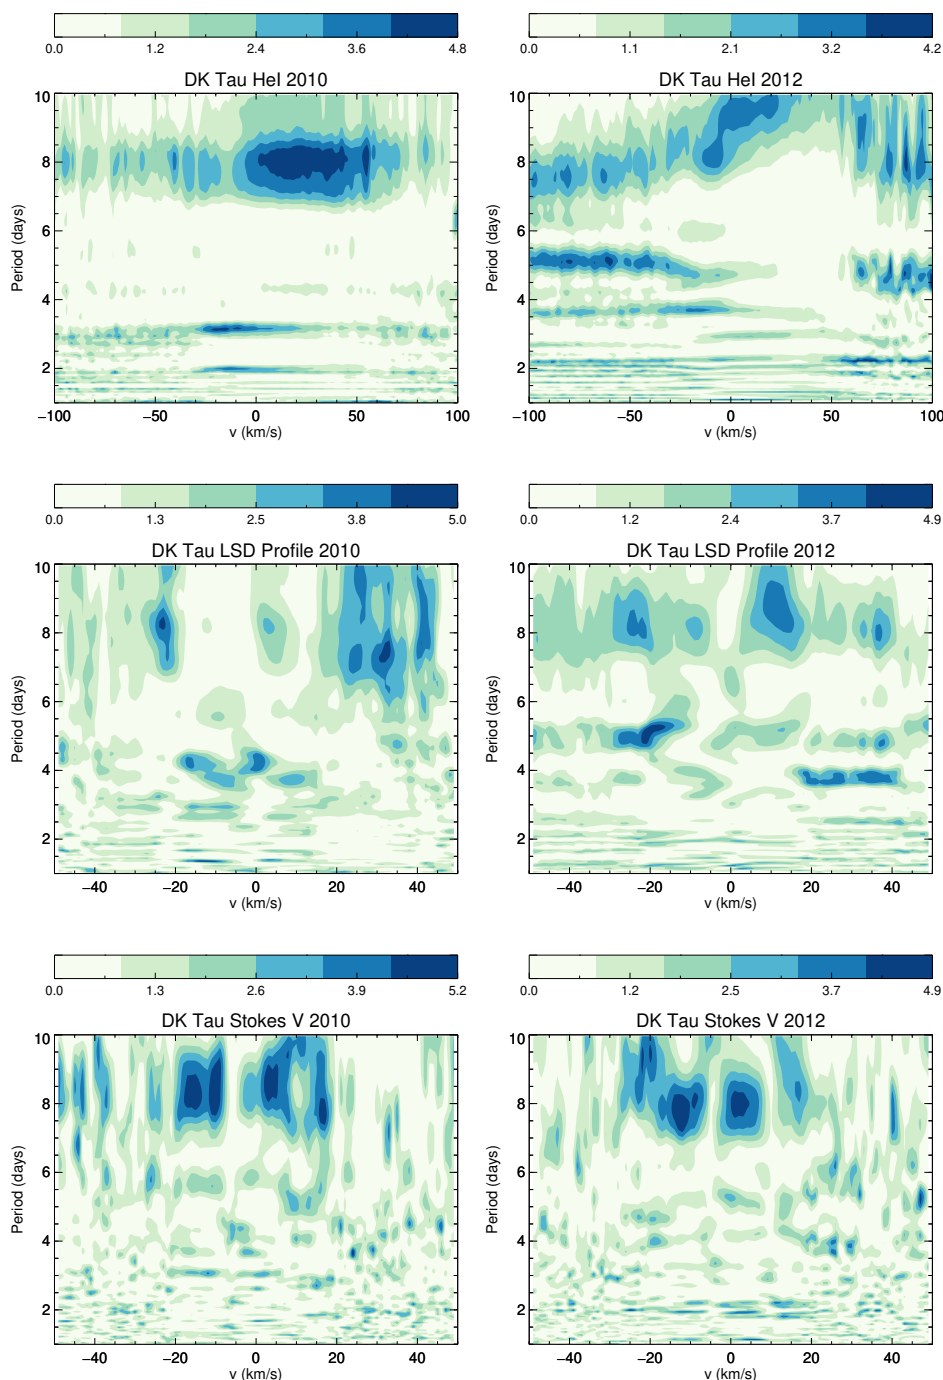 0.0 1.2 2.4 3.6 4.8
DK Tau HeI 2010
10
8
6
4
2
Period (days)
−100 −50 0 50 100
v (km/s)
0.0 1.1 2.1 3.2 4.2
DK Tau HeI 2012
10
8
6
4
2
Period (days)
−100 −50 0 50 100
v (km/s)
0.0 1.3 2.5 3.8 5.0
DK Tau LSD Profile 2010
10
8
6
4
2
Period (days)
−40 −20 0 20 40
v (km/s)
0.0 1.2 2.4 3.7 4.9
DK Tau LSD Profile 2012
10
8
6
4
2
Period (days)
−40 −20 0 20 40
v (km/s)
0.0 1.3 2.6 3.9 5.2
DK Tau Stokes V 2010
10
8
6
4
2
Period (days)
−40 −20 0 20 40
v (km/s)
0.0 1.2 2.5 3.7 4.9
DK Tau Stokes V 2012
10
8
6
4
2
Period (days)
−40 −20 0 20 40
v (km/s)